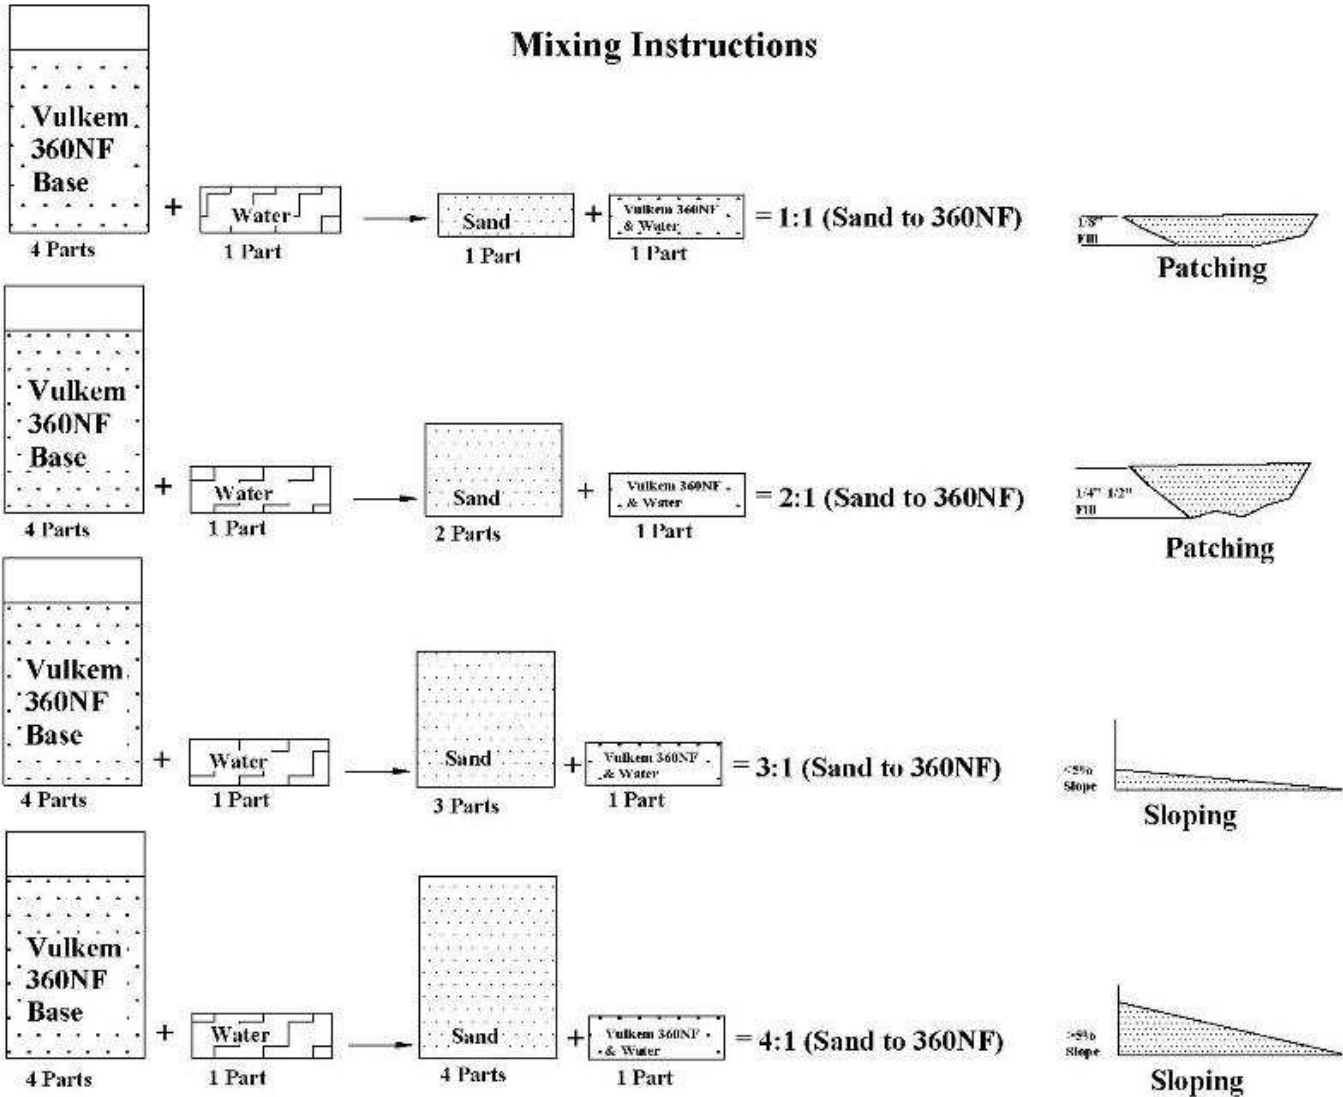 Mixing Instructions
Vulkem
360NF
Base
4 Parts
+
Water
1 Part
Sand
1 Part
+
Vulkem 360NF
& Water
1 Part
= 1:1 (Sand to 360NF)
1/8"
Fill
Patching
Vulkem
360NF
Base
4 Parts
+
Water
1 Part
Sand
2 Parts
+
Vulkem 360NF
& Water
1 Part
= 2:1 (Sand to 360NF)
1/4"-1/2"
Fill
Patching
Vulkem
360NF
Base
4 Parts
+
Water
1 Part
Sand
3 Parts
+
Vulkem 360NF
& Water
1 Part
= 3:1 (Sand to 360NF)
<5%
Slope
Sloping
Vulkem
360NF
Base
4 Parts
+
Water
1 Part
Sand
4 Parts
+
Vulkem 360NF
& Water
1 Part
= 4:1 (Sand to 360NF)
>5%
Slope
Sloping